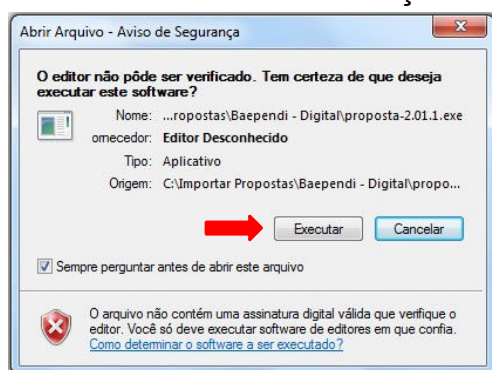 Abrir Arquivo - Aviso de Segurança
O editor não pôde ser verificado. Tem certeza de que deseja
executar este software?
Nome: ...ropostas\Baependi - Digital\proposta-2.01.1.exe
ornecedor: Editor Desconhecido
Tipo: Aplicativo
Origem: C:\Importar Propostas\Baependi - Digital\propo...
Executar Cancelar
Sempre perguntar antes de abrir este arquivo
O arquivo não contém uma assinatura digital válida que verifique o
editor. Você só deve executar software de editores em que confia.
Como determinar o software a ser executado?